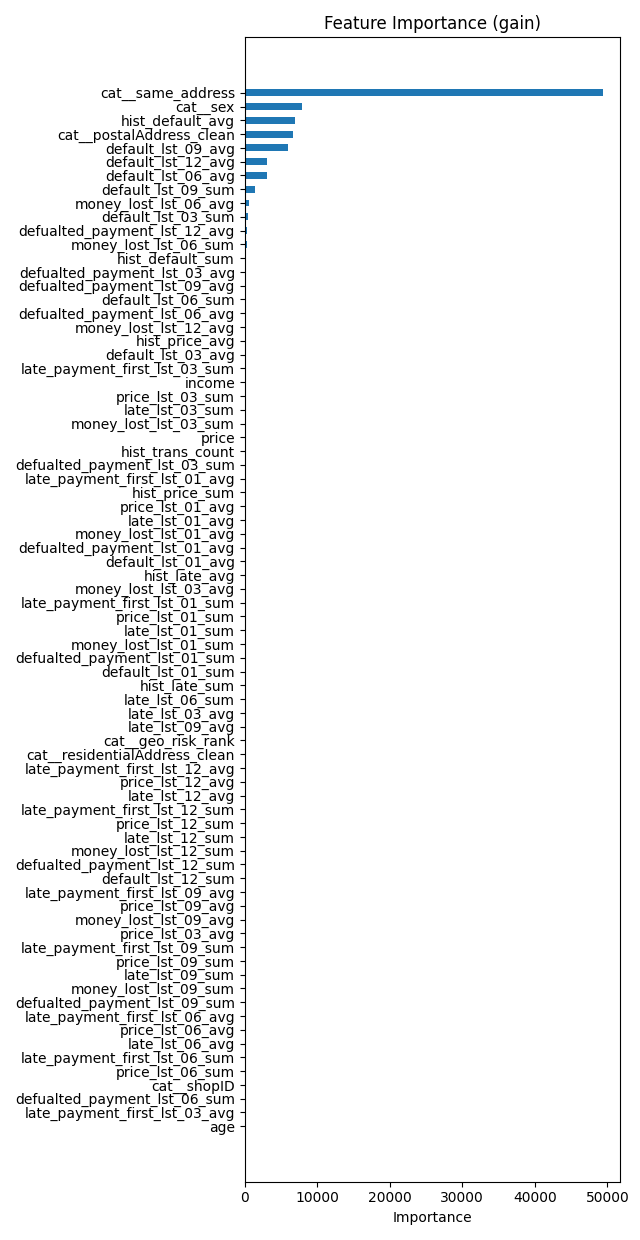 Feature Importance (gain)
cat__same_address
cat__sex
hist_default_avg
cat__postalAddress_clean
default_lst_09_avg
default_lst_12_avg
default_lst_06_avg
default_lst_09_sum
money_lost_lst_06_avg
default_lst_03_sum
defualted_payment_lst_12_avg
money_lost_lst_06_sum
hist_default_sum
defualted_payment_lst_03_avg
defualted_payment_lst_09_avg
default_lst_06_sum
defualted_payment_lst_06_avg
money_lost_lst_12_avg
hist_price_avg
default_lst_03_avg
late_payment_first_lst_03_sum
income
price_lst_03_sum
late_lst_03_sum
money_lost_lst_03_sum
price
hist_trans_count
defualted_payment_lst_03_sum
late_payment_first_lst_01_avg
hist_price_sum
price_lst_01_avg
late_lst_01_avg
money_lost_lst_01_avg
defualted_payment_lst_01_avg
default_lst_01_avg
hist_late_avg
money_lost_lst_03_avg
late_payment_first_lst_01_sum
price_lst_01_sum
late_lst_01_sum
money_lost_lst_01_sum
defualted_payment_lst_01_sum
default_lst_01_sum
hist_late_sum
late_lst_06_sum
late_lst_03_avg
late_lst_09_avg
cat__geo_risk_rank
cat__residentialAddress_clean
late_payment_first_lst_12_avg
price_lst_12_avg
late_lst_12_avg
late_payment_first_lst_12_sum
price_lst_12_sum
late_lst_12_sum
money_lost_lst_12_sum
defualted_payment_lst_12_sum
default_lst_12_sum
late_payment_first_lst_09_avg
price_lst_09_avg
money_lost_lst_09_avg
price_lst_03_avg
late_payment_first_lst_09_sum
price_lst_09_sum
late_lst_09_sum
money_lost_lst_09_sum
defualted_payment_lst_09_sum
late_payment_first_lst_06_avg
price_lst_06_avg
late_lst_06_avg
late_payment_first_lst_06_sum
price_lst_06_sum
cat__shopID
defualted_payment_lst_06_sum
late_payment_first_lst_03_avg
age
0 10000 20000 30000 40000 50000
Importance